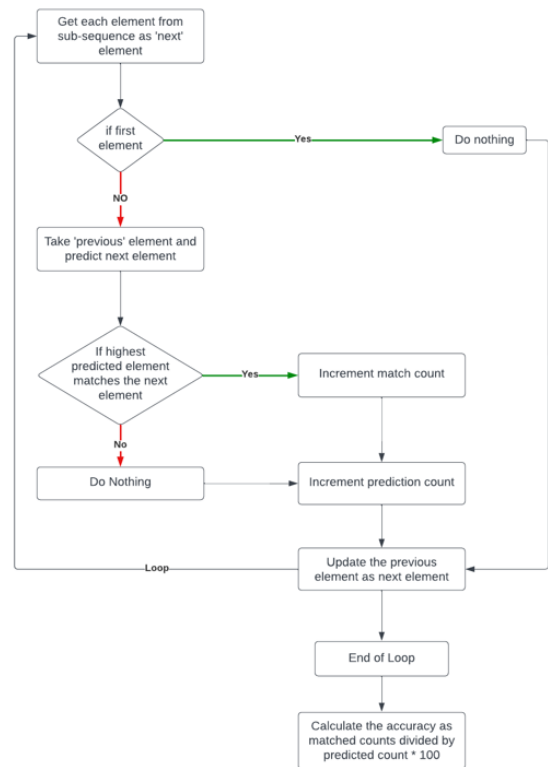 Get each element from
sub-sequence as 'next'
element
if first
element
Yes
Do nothing
NO
Take 'previous' element and
predict next element
If highest
predicted element
matches the next
element
Yes
Increment match count
No
Do Nothing
Increment prediction count
Update the previous
element as next element
Loop
End of Loop
Calculate the accuracy as
matched counts divided by
predicted count * 100